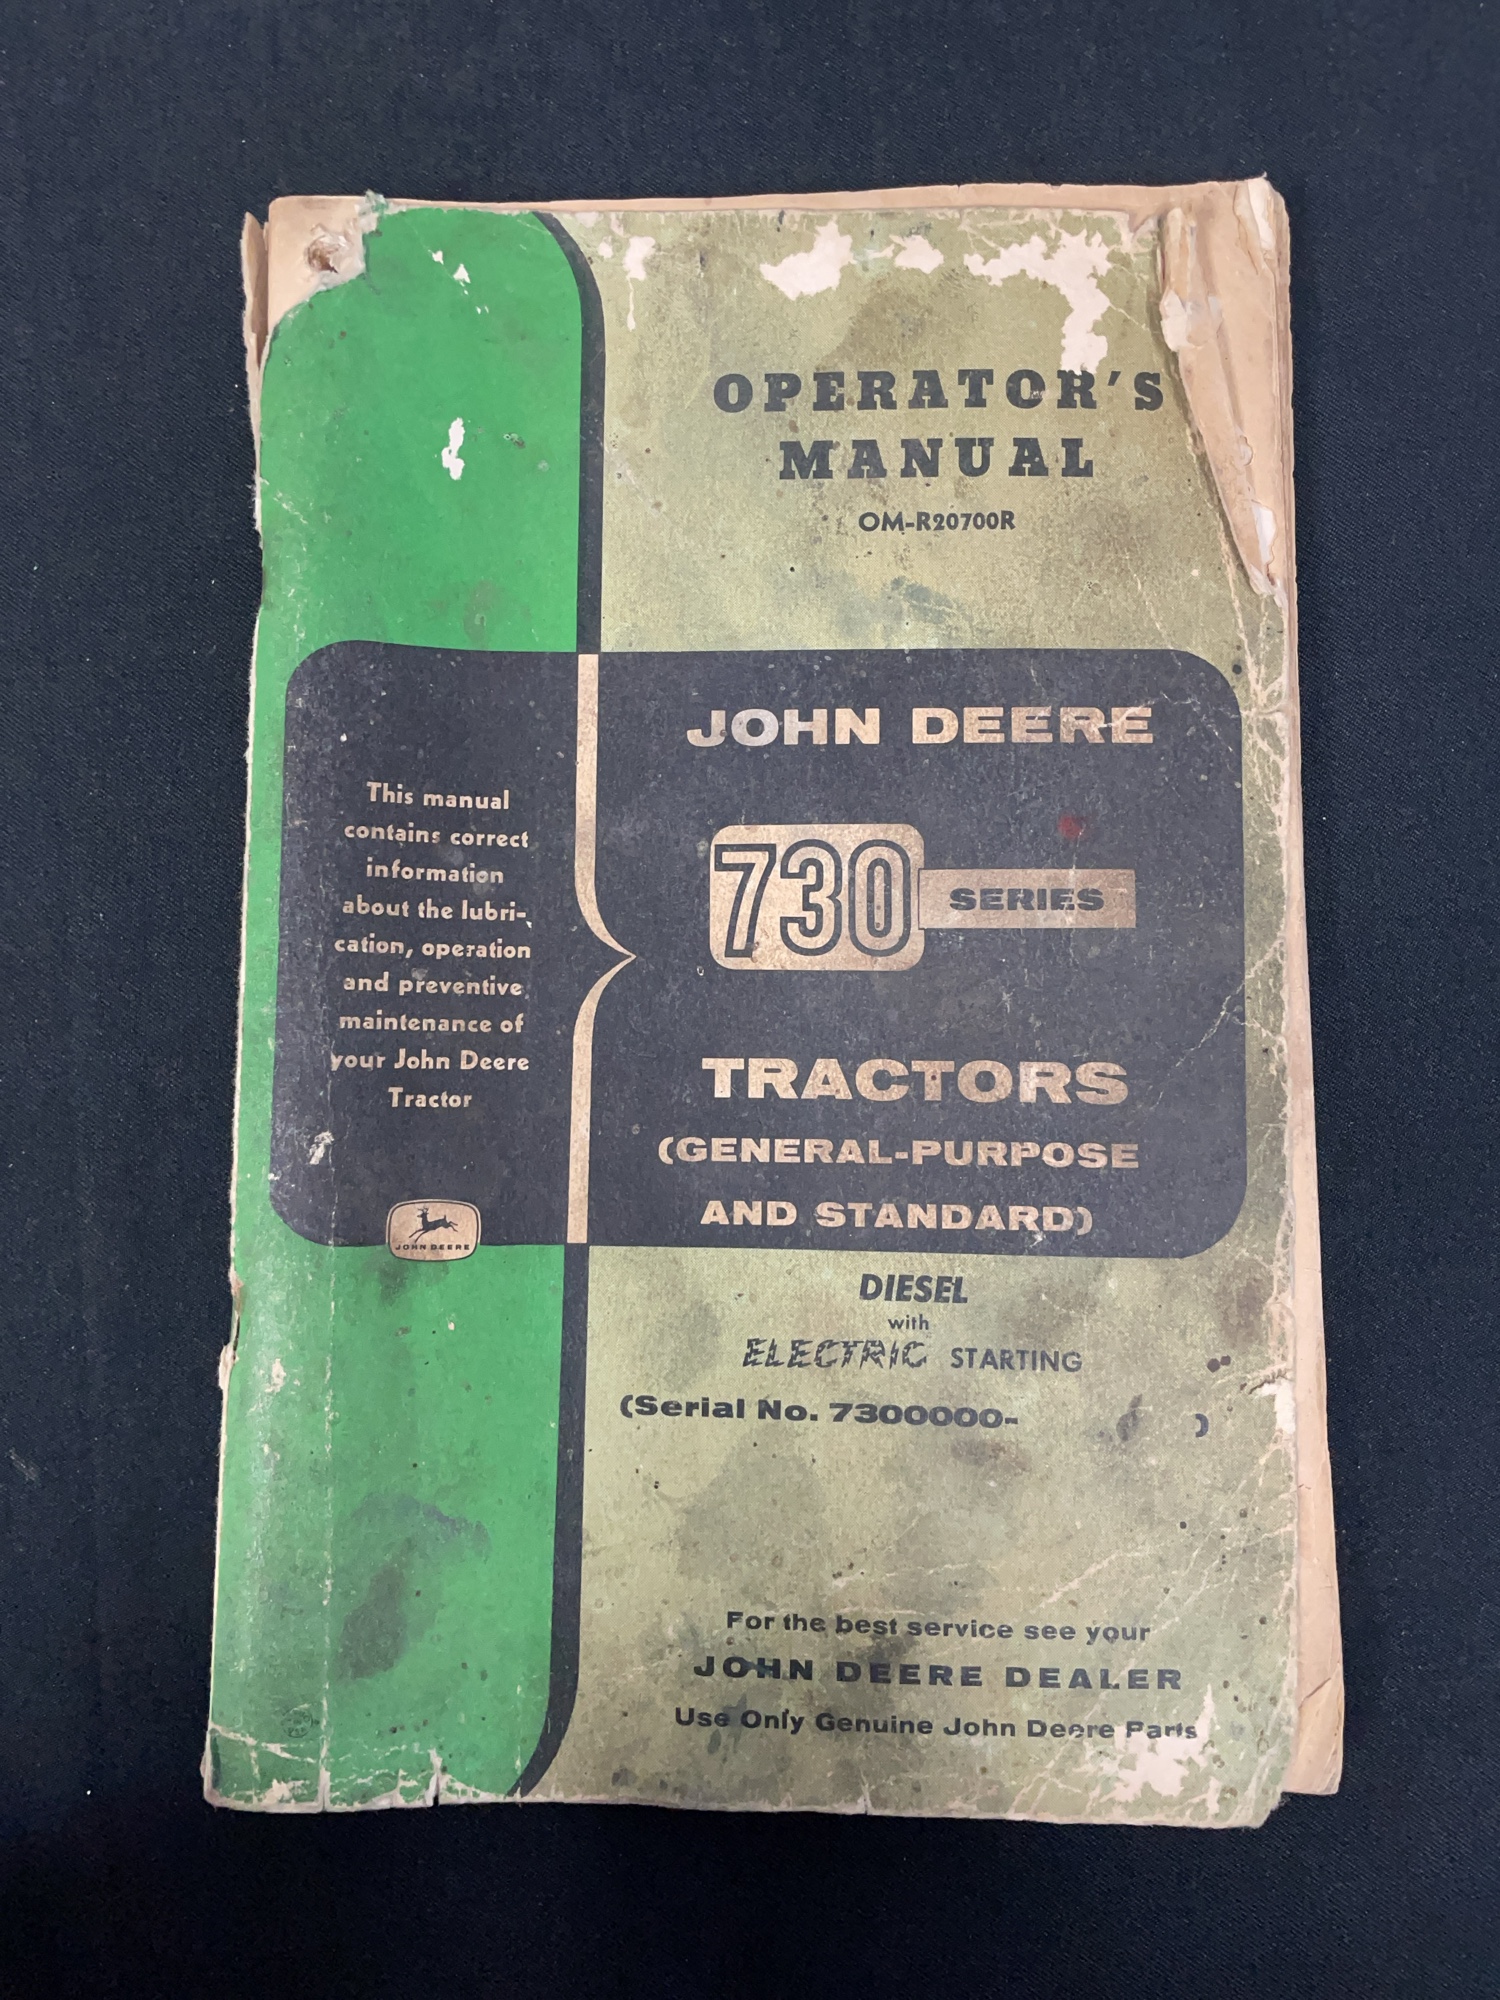 OPERATOR'S
MANUAL
OM-R20700R
JOHN DEERE
730 SERIES
TRACTORS
(GENERAL-PURPOSE
AND STANDARD)
This manual
contains correct
information
about the lubri-
cation, operation
and preventive
maintenance of
your John Deere
Tractor
JOHN DEERE
DIESEL
with
ELECTRIC STARTING
(Serial No. 7300000- )
For the best service see your
JOHN DEERE DEALER
Use Only Genuine John Deere Parts